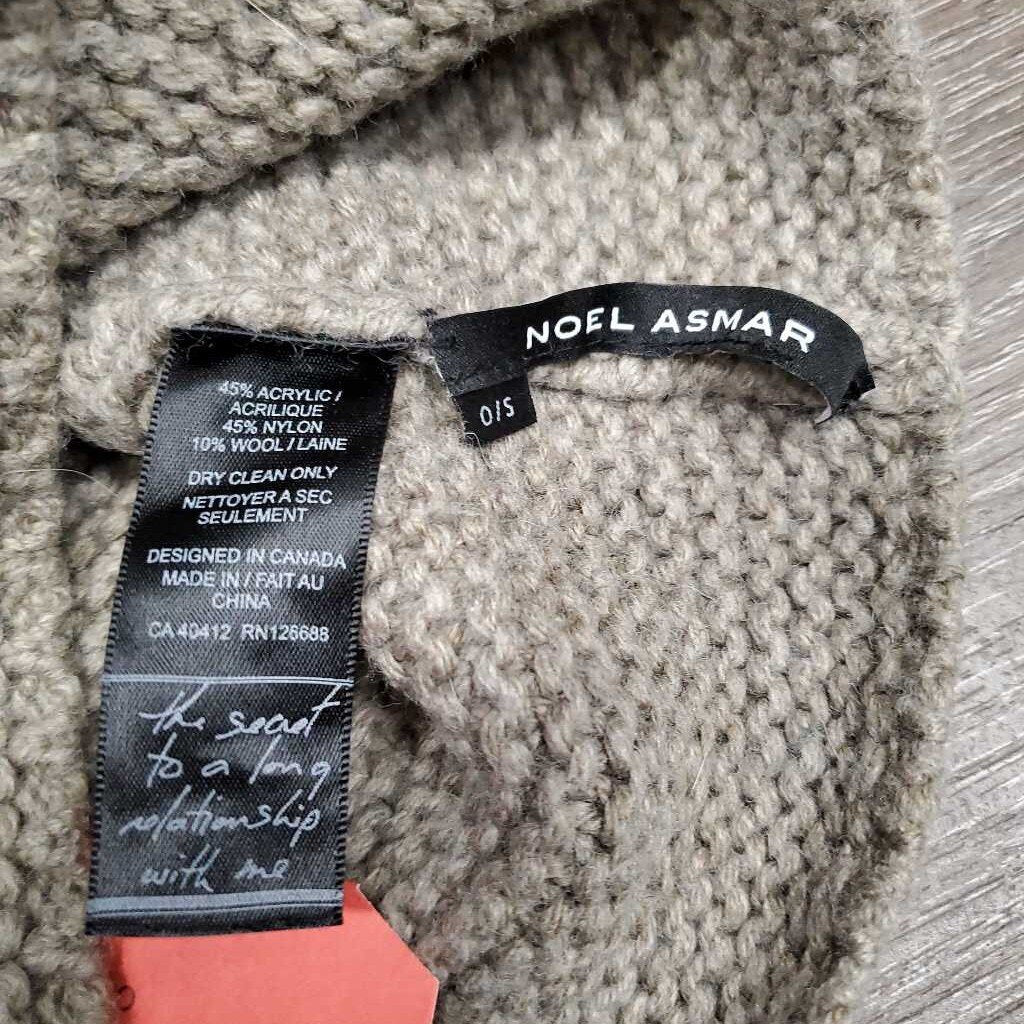 NOEL ASMAR
O/S
45% ACRYLIC /
ACRILIQUE
45% NYLON
10% WOOL / LAINE
DRY CLEAN ONLY
NETTOYER A SEC
SEULEMENT
DESIGNED IN CANADA
MADE IN / FAIT AU
CHINA
CA 40412 RN126688
the secret
to a long
relationship
with me